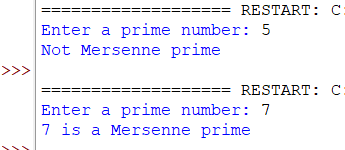 =================== RESTART: C:
Enter a prime number: 5
Not Mersenne prime
>>>
=================== RESTART: C:
Enter a prime number: 7
7 is a Mersenne prime
>>>